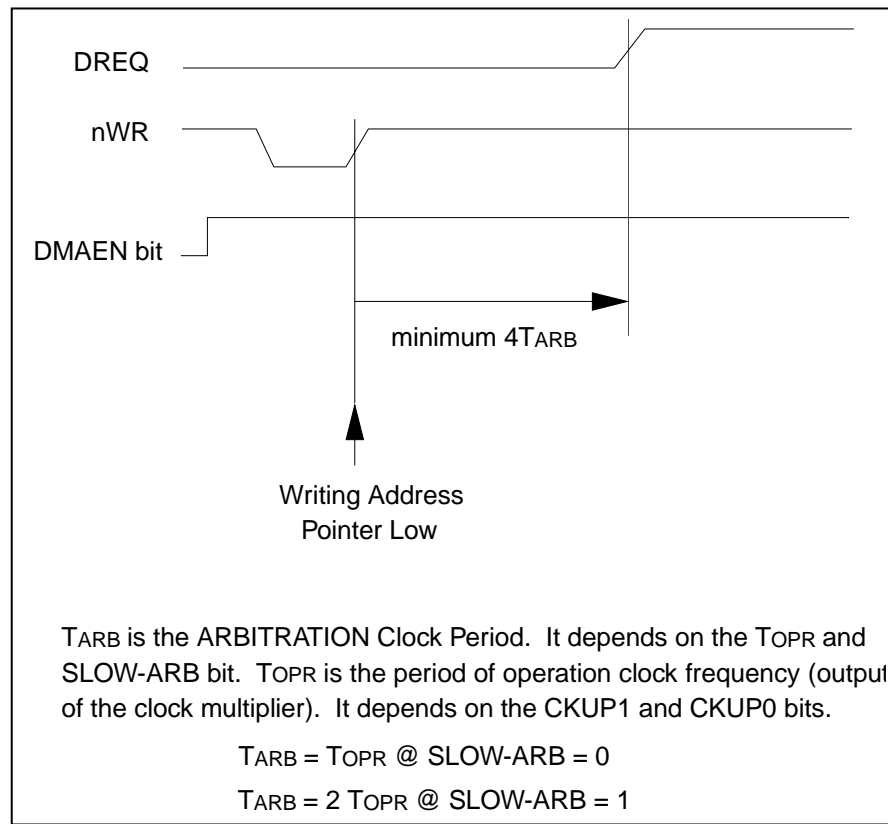 DREQ
nWR
DMAEN bit
minimum 4TARB
Writing Address
Pointer Low
TARB is the ARBITRATION Clock Period.  It depends on the TOPR and
SLOW-ARB bit.  TOPR is the period of operation clock frequency (output
of the clock multiplier).  It depends on the CKUP1 and CKUP0 bits.
TARB = TOPR @ SLOW-ARB = 0
TARB = 2 TOPR @ SLOW-ARB = 1